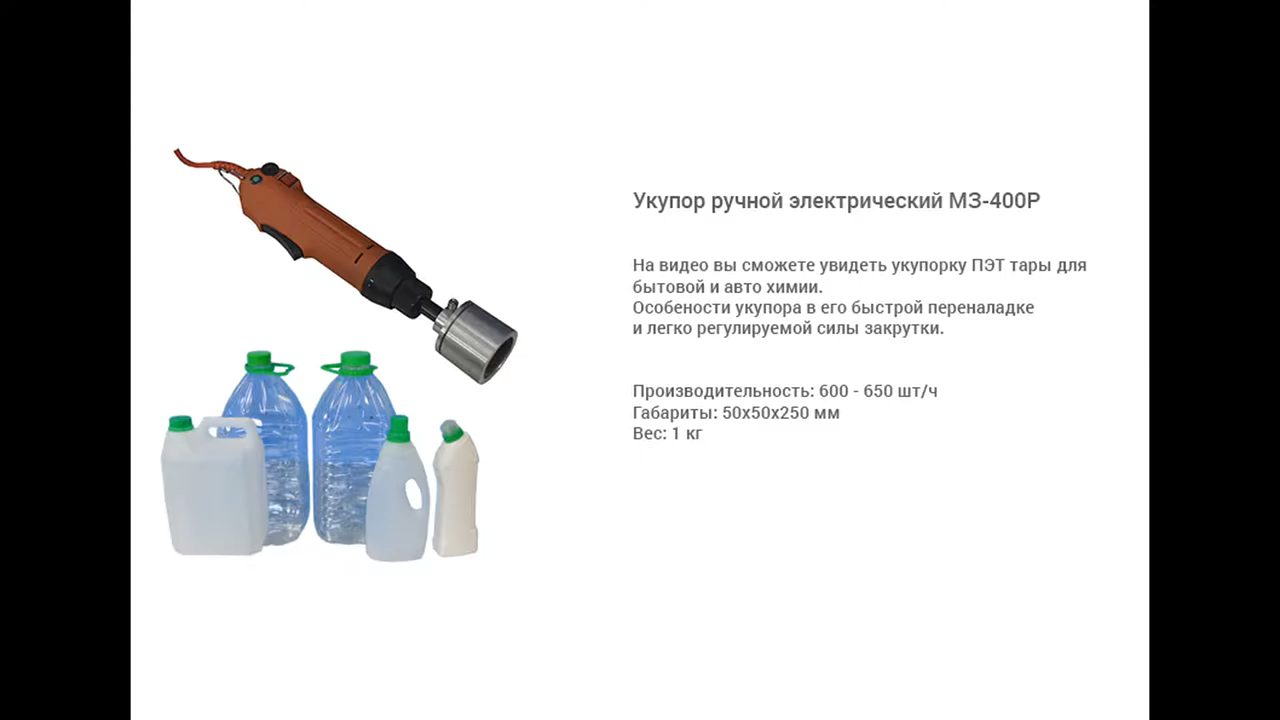 Укупор ручной электрический МЗ-400Р
На видео вы сможете увидеть укупорку ПЭТ тары для
бытовой и авто химии.
Особености укупора в его быстрой переналадке
и легко регулируемой силы закрутки.
Производительность: 600 - 650 шт/ч
Габариты: 50х50х250 мм
Вес: 1 кг